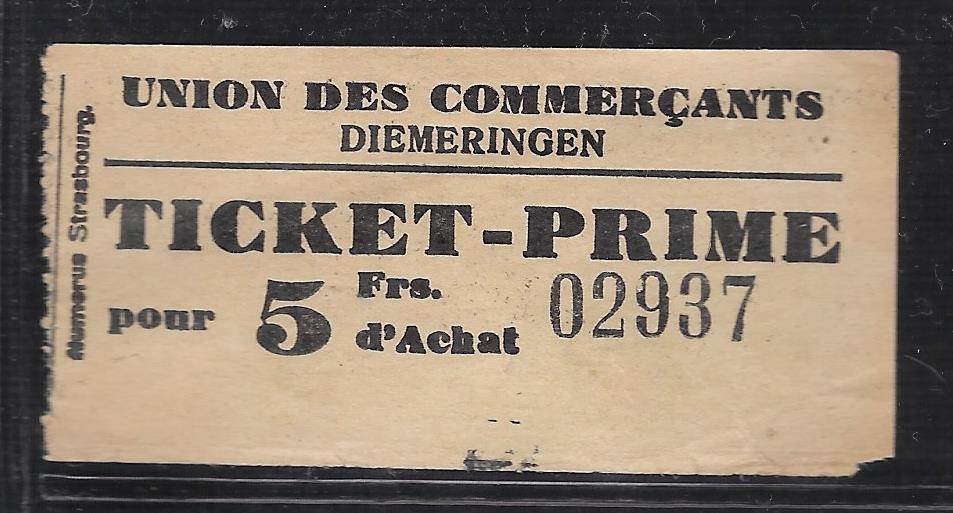 UNION DES COMMERÇANTS
DIEMERINGEN
TICKET-PRIME
pour 5 Frs. d'Achat 02937
Numerus Strasbourg.